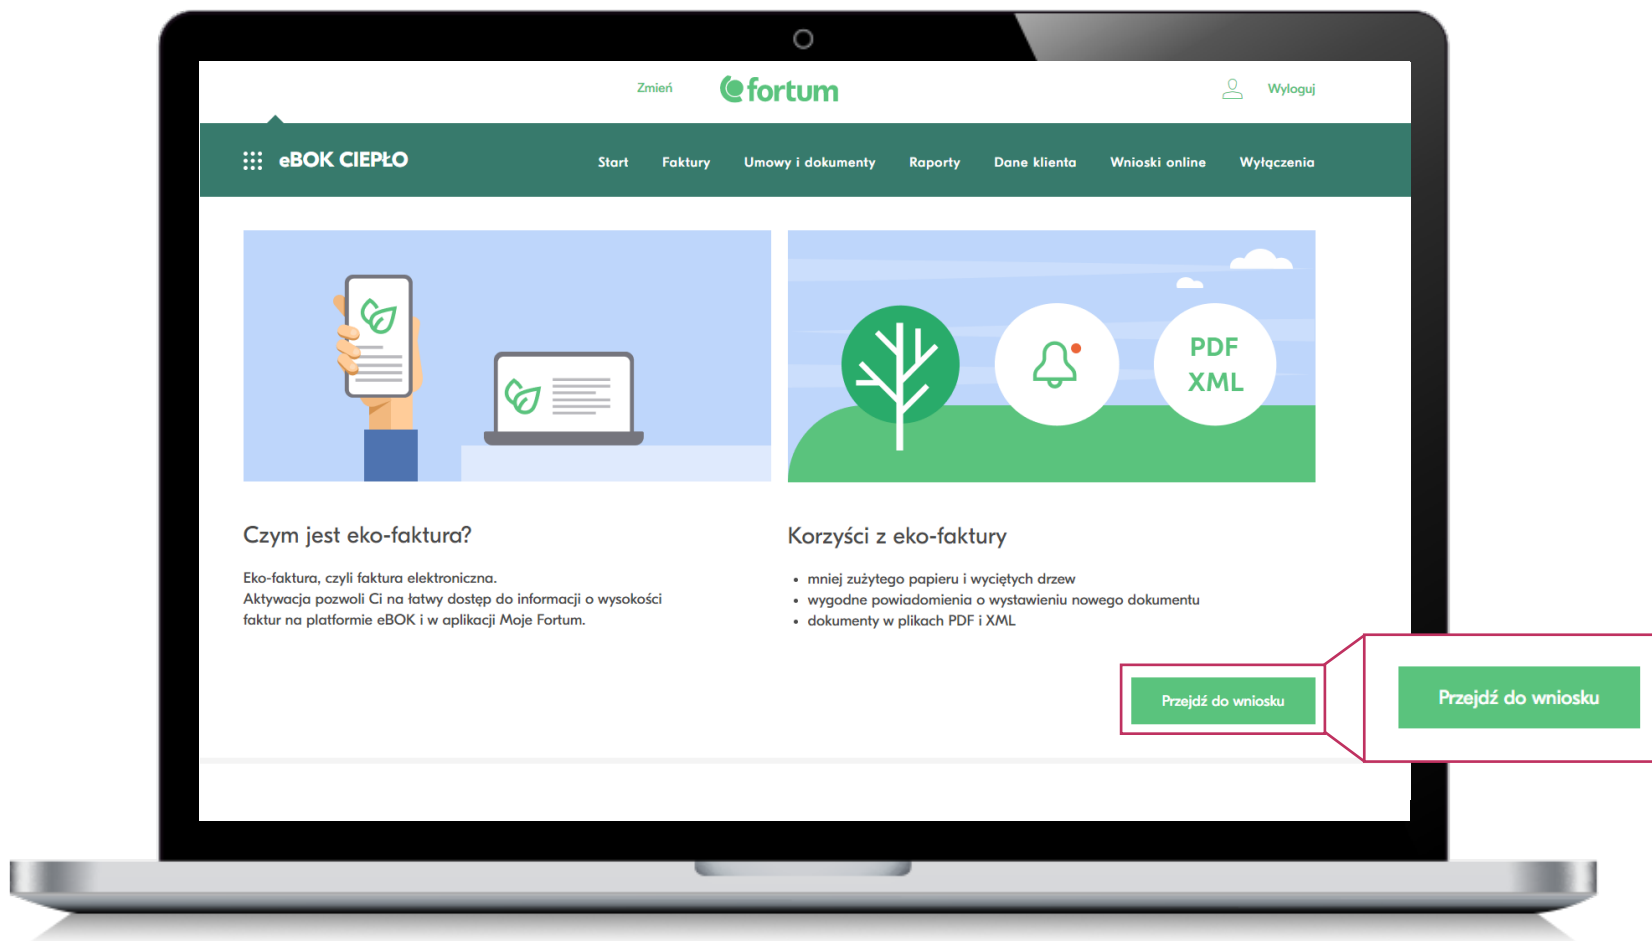 Zmień
fortum
Wyloguj
eBOK CIEPŁO
Start Faktury Umowy i dokumenty Raporty Dane klienta Wnioski online Wyłączenia
PDF
XML
Czym jest eko-faktura?
Eko-faktura, czyli faktura elektroniczna.
Aktywacja pozwoli Ci na łatwy dostęp do informacji o wysokości
faktur na platformie eBOK i w aplikacji Moje Fortum.
Korzyści z eko-faktury
• mniej zużytego papieru i wyciętych drzew
• wygodne powiadomienia o wystawieniu nowego dokumentu
• dokumenty w plikach PDF i XML
Przejdź do wniosku
Przejdź do wniosku